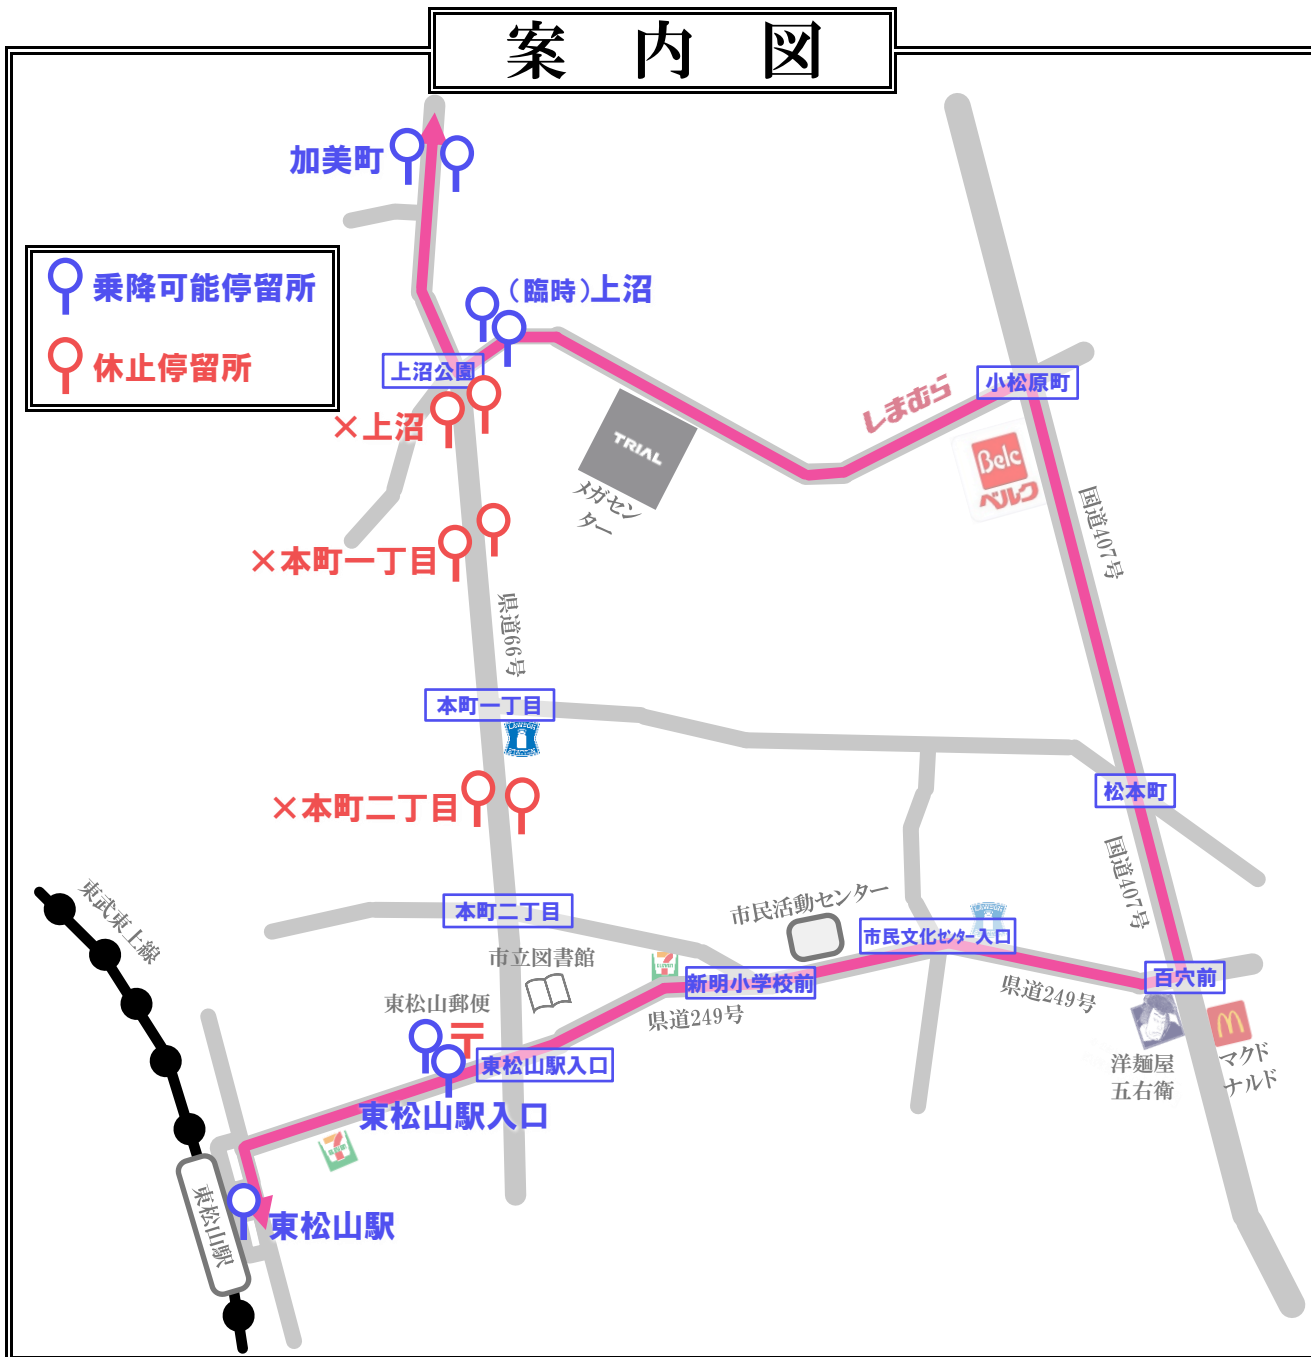 案内図
加美町
乗降可能停留所
休止停留所
（臨時）上沼
上沼公園
×上沼
TRIAL
メガセン
ター
しまむら
小松原町
Belc
ベルク
国道407号
×本町一丁目
県道66号
本町一丁目
×本町二丁目
松本町
国道407号
東武東上線
本町二丁目
市民活動センター
市民文化センター入口
市立図書館
新明小学校前
百穴前
県道249号
県道249号
東松山郵便
東松山駅入口
洋麺屋
五右衛
マクド
ナルド
東松山駅入口
東松山駅
東松山駅